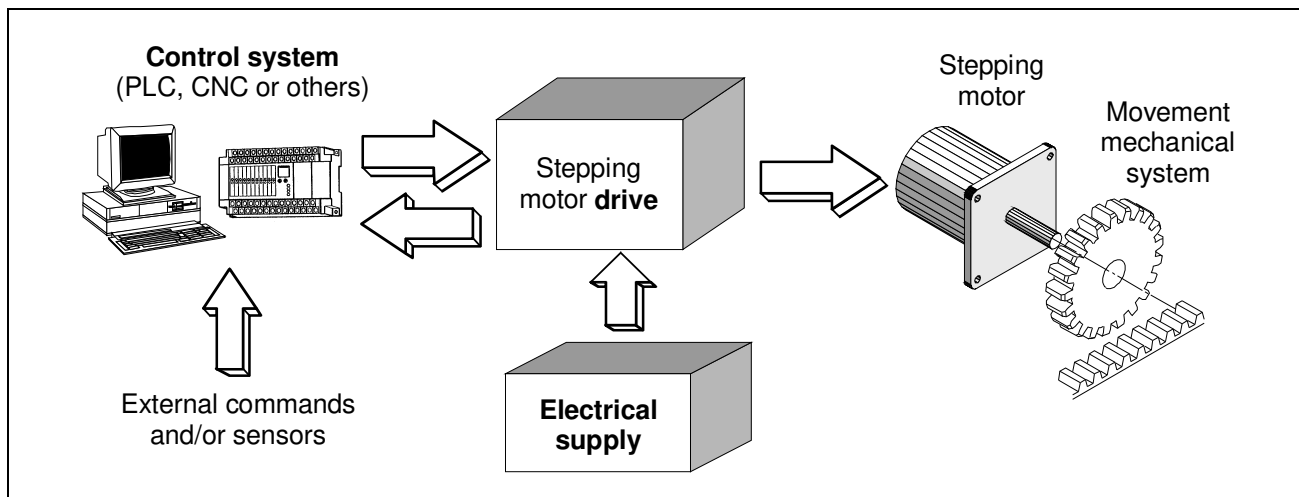 Control system
(PLC, CNC or others)
Stepping
motor drive
Stepping
motor
Movement
mechanical
system
External commands
and/or sensors
Electrical
supply